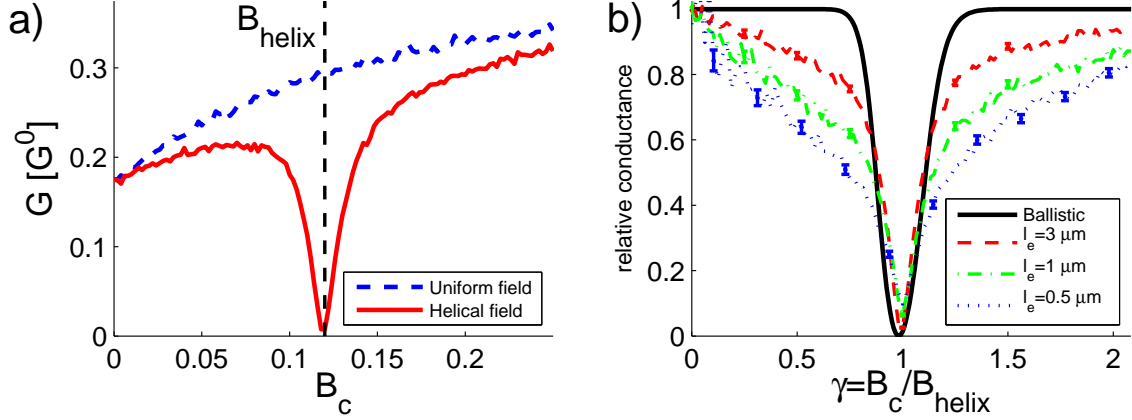 a)
B_helix
G [G^0]
0.3
0.2
0.1
0
0
0.05
0.1
0.15
0.2
B_c
Uniform field
Helical field
b)
relative conductance
1
0.8
0.6
0.4
0.2
0
0
0.5
1
1.5
2
γ=B_c/B_helix
Ballistic
l_e=3 μm
l_e=1 μm
l_e=0.5 μm